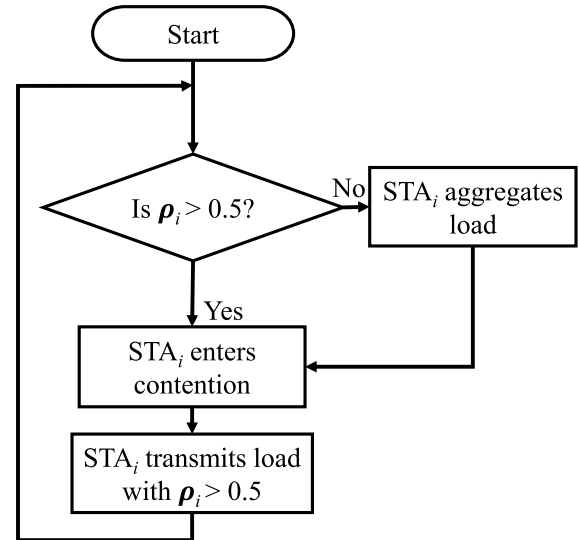 Start
Is ρᵢ > 0.5?
No
STAᵢ aggregates
load
Yes
STAᵢ enters
contention
STAᵢ transmits load
with ρᵢ > 0.5